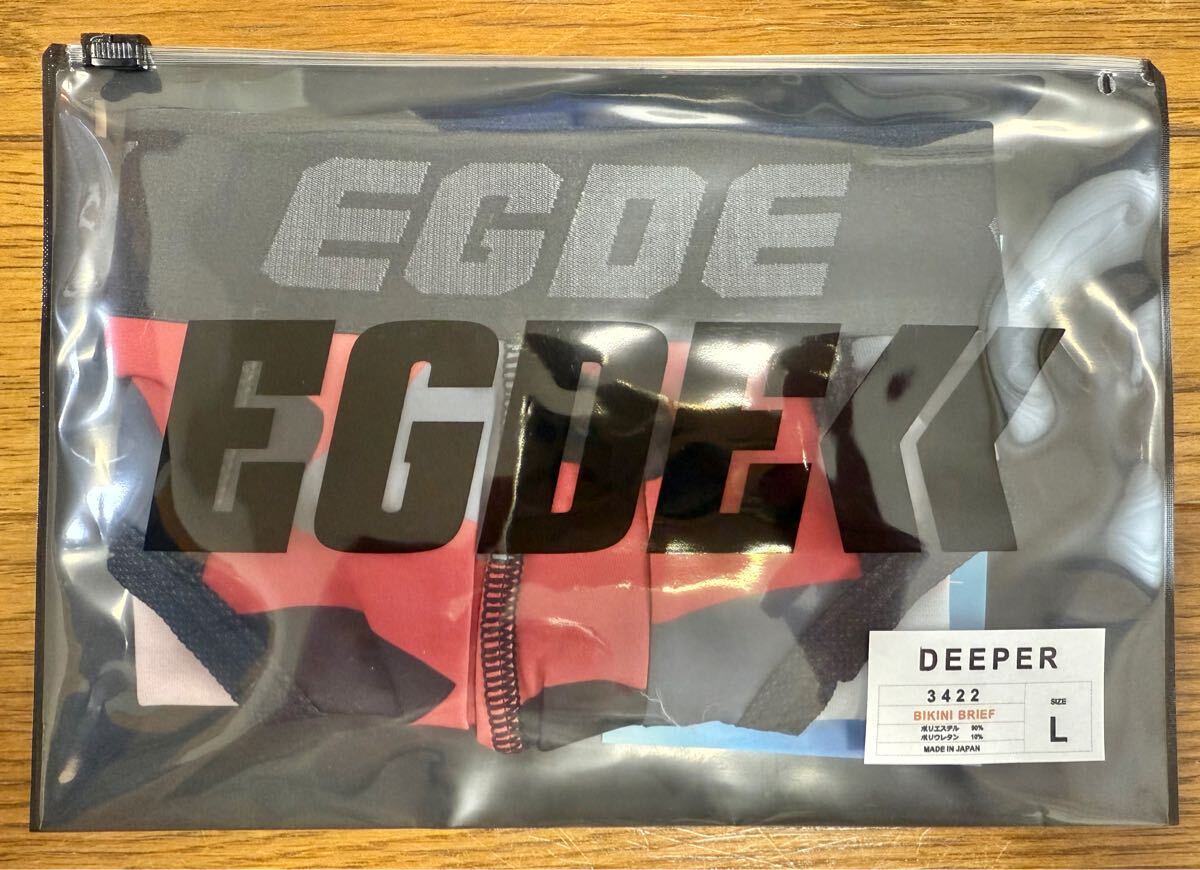 EGDE
EGDE
DEEPER
3422
BIKINI BRIEF
ポリエステル 90%
ポリウレタン 10%
MADE IN JAPAN
SIZE
L